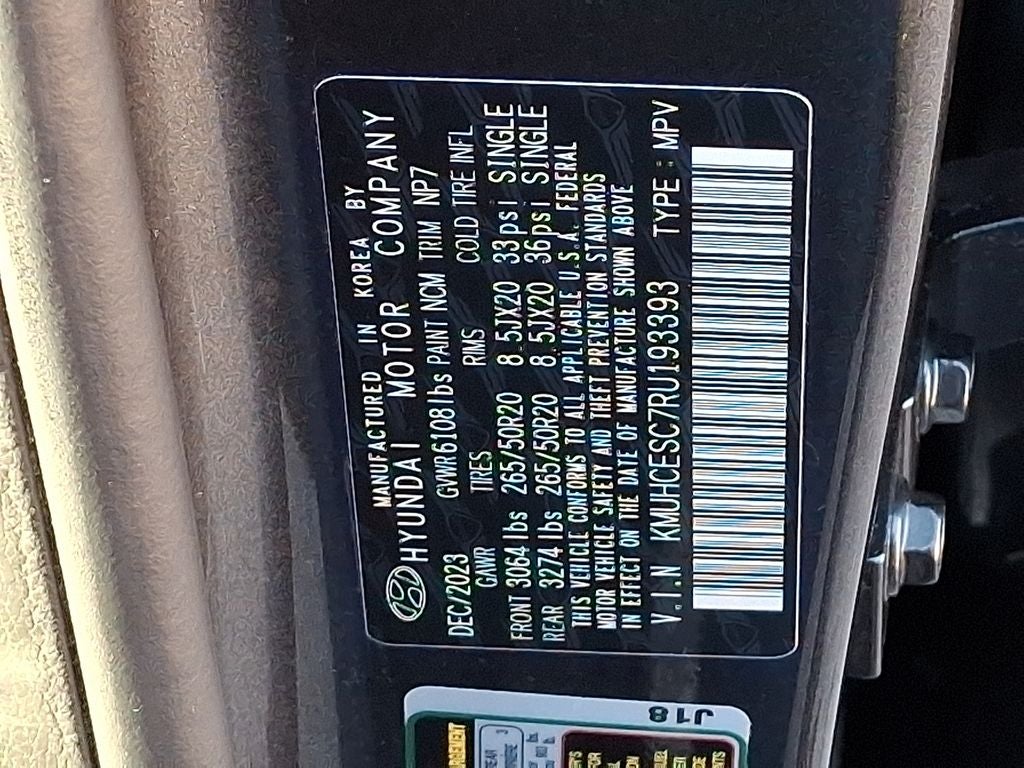 MANUFACTURED IN KOREA BY
HYUNDAI MOTOR COMPANY
DEC/2023 GVWR 6108 lbs PAINT NCM TRIM NP7
GAWR TIRES RIMS COLD TIRE INFL
FRONT 3064 lbs 265/50R20 8.5JX20 33psi SINGLE
REAR 3274 lbs 265/50R20 8.5JX20 36psi SINGLE
THIS VEHICLE CONFORMS TO ALL APPLICABLE U.S.A. FEDERAL
MOTOR VEHICLE SAFETY AND THEFT PREVENTION STANDARDS
IN EFFECT ON THE DATE OF MANUFACTURE SHOWN ABOVE
V.I.N KMUHCESC7RU193393 TYPE : MPV
J18